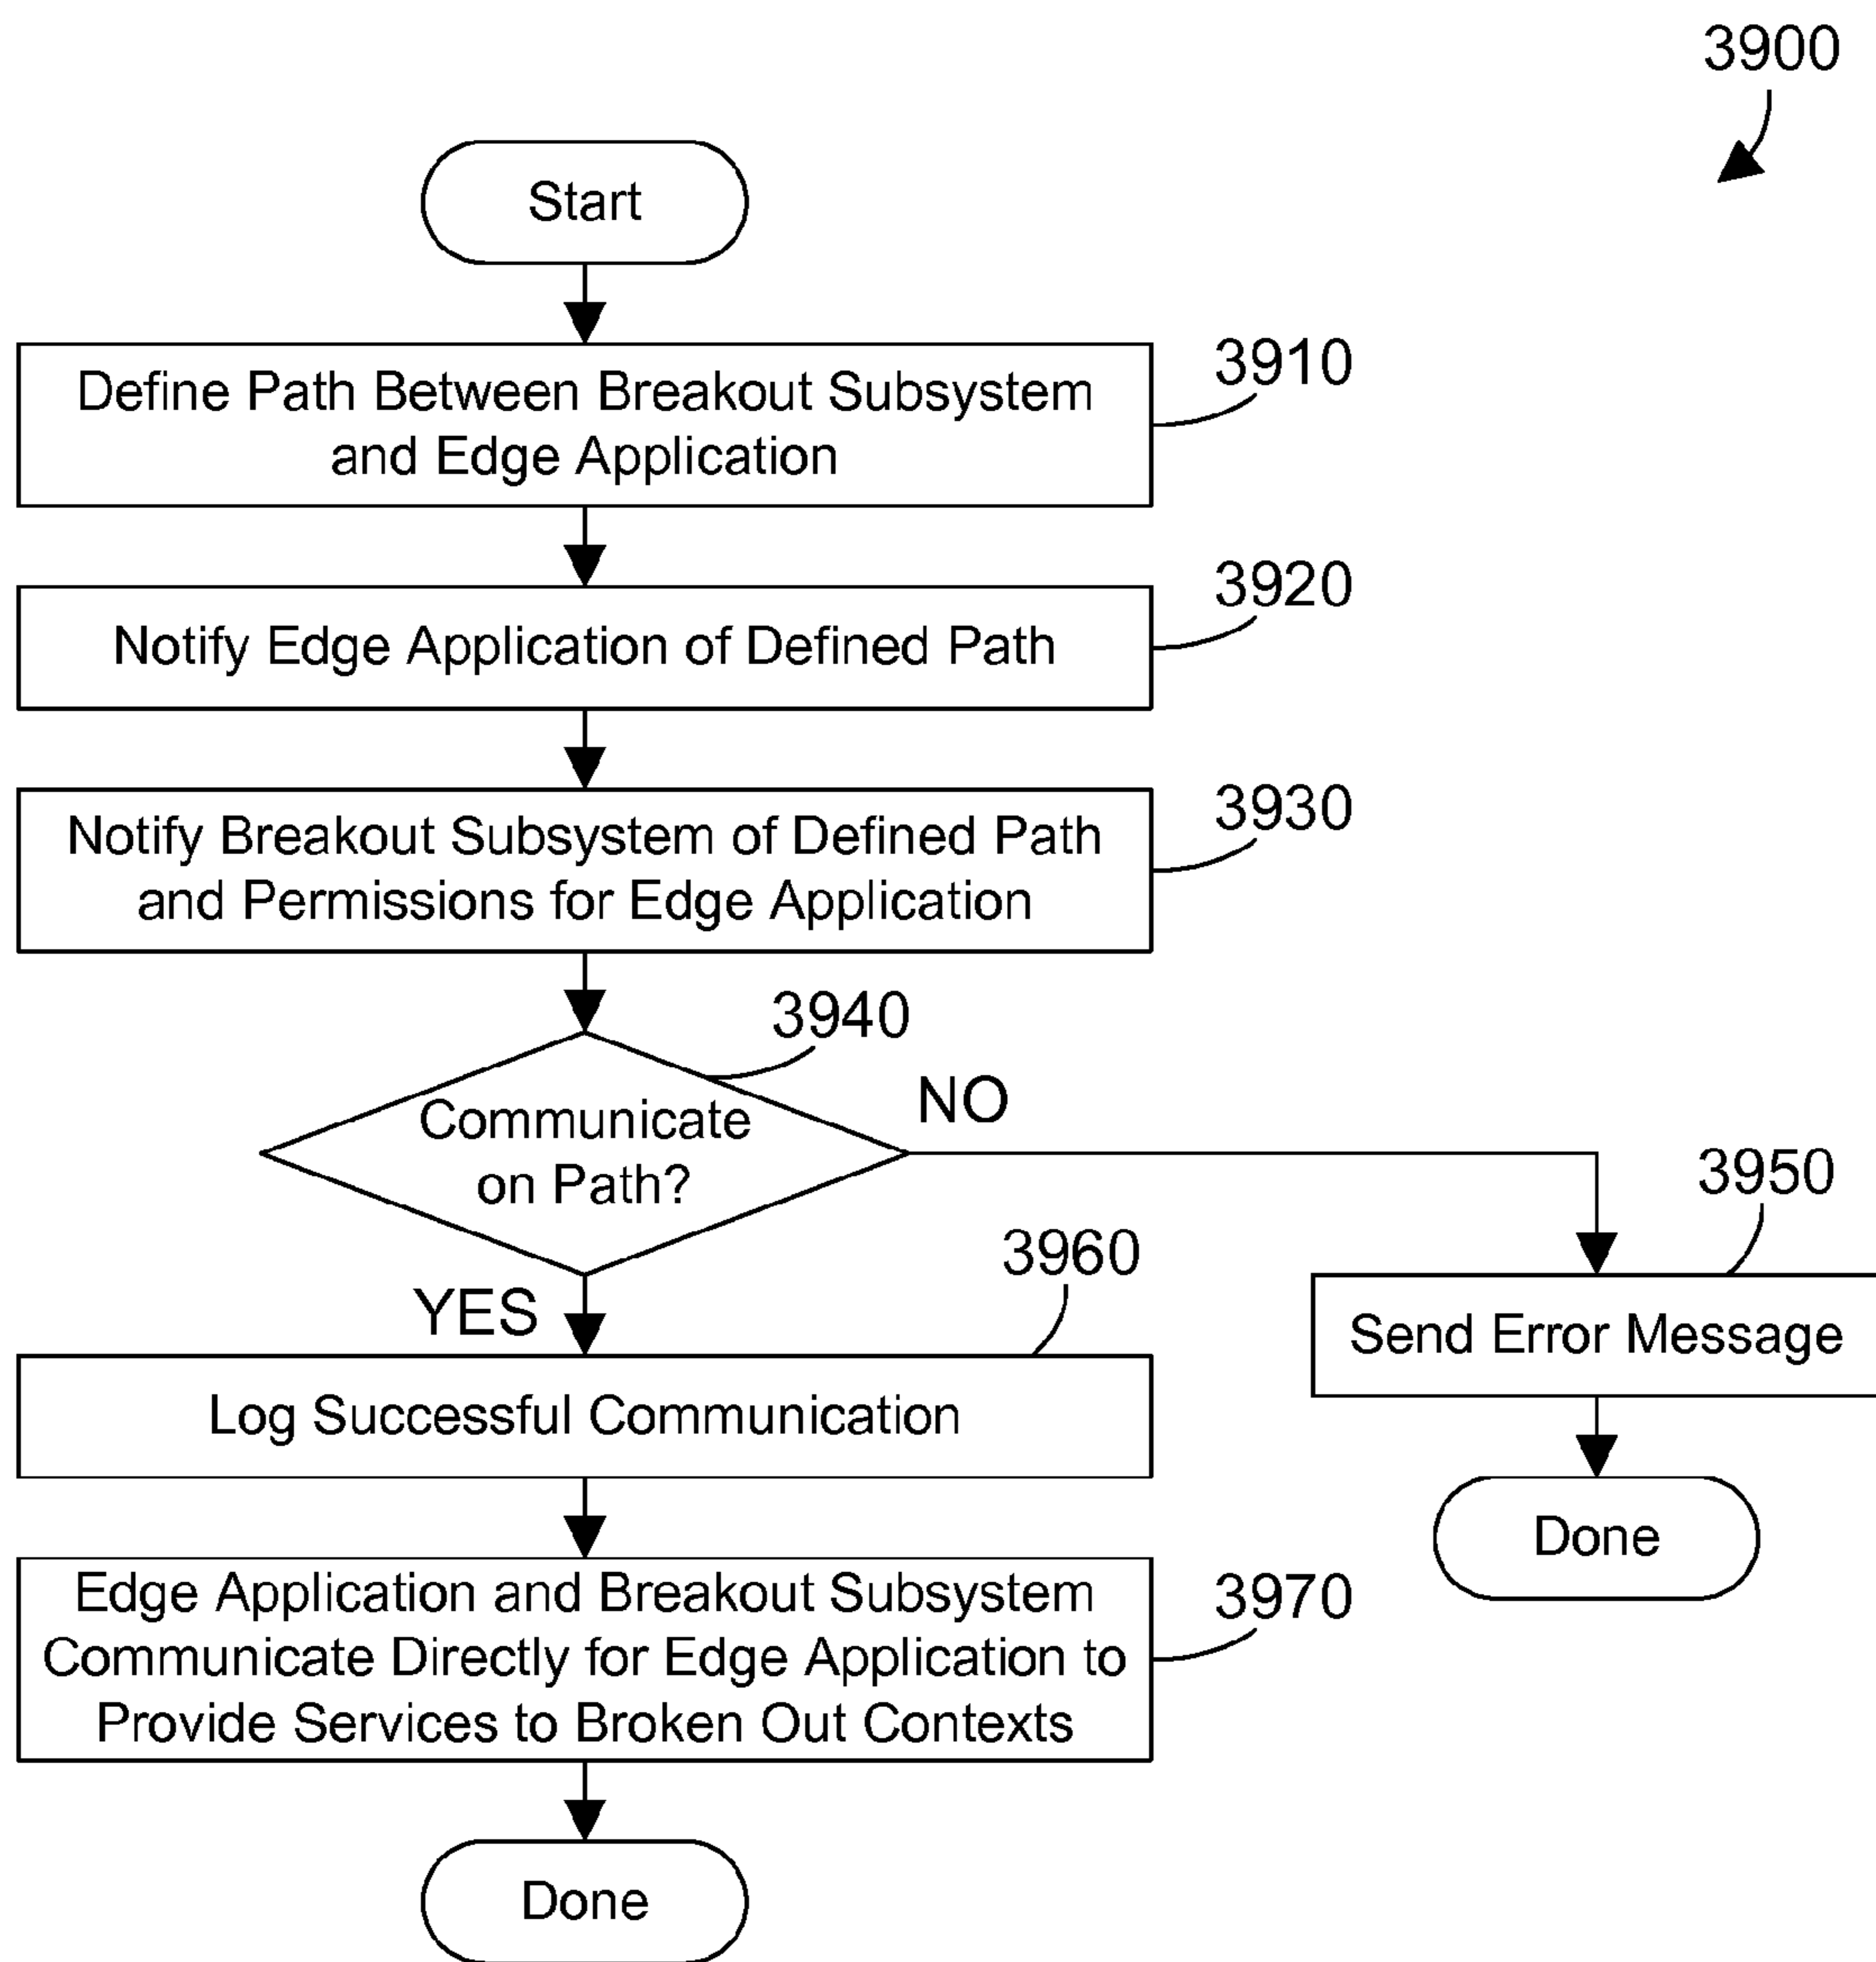 3900
Start
Define Path Between Breakout Subsystem
and Edge Application
3910
Notify Edge Application of Defined Path
3920
Notify Breakout Subsystem of Defined Path
and Permissions for Edge Application
3930
3940
Communicate
on Path?
NO
YES
3950
Send Error Message
Done
3960
Log Successful Communication
Edge Application and Breakout Subsystem
Communicate Directly for Edge Application to
Provide Services to Broken Out Contexts
3970
Done